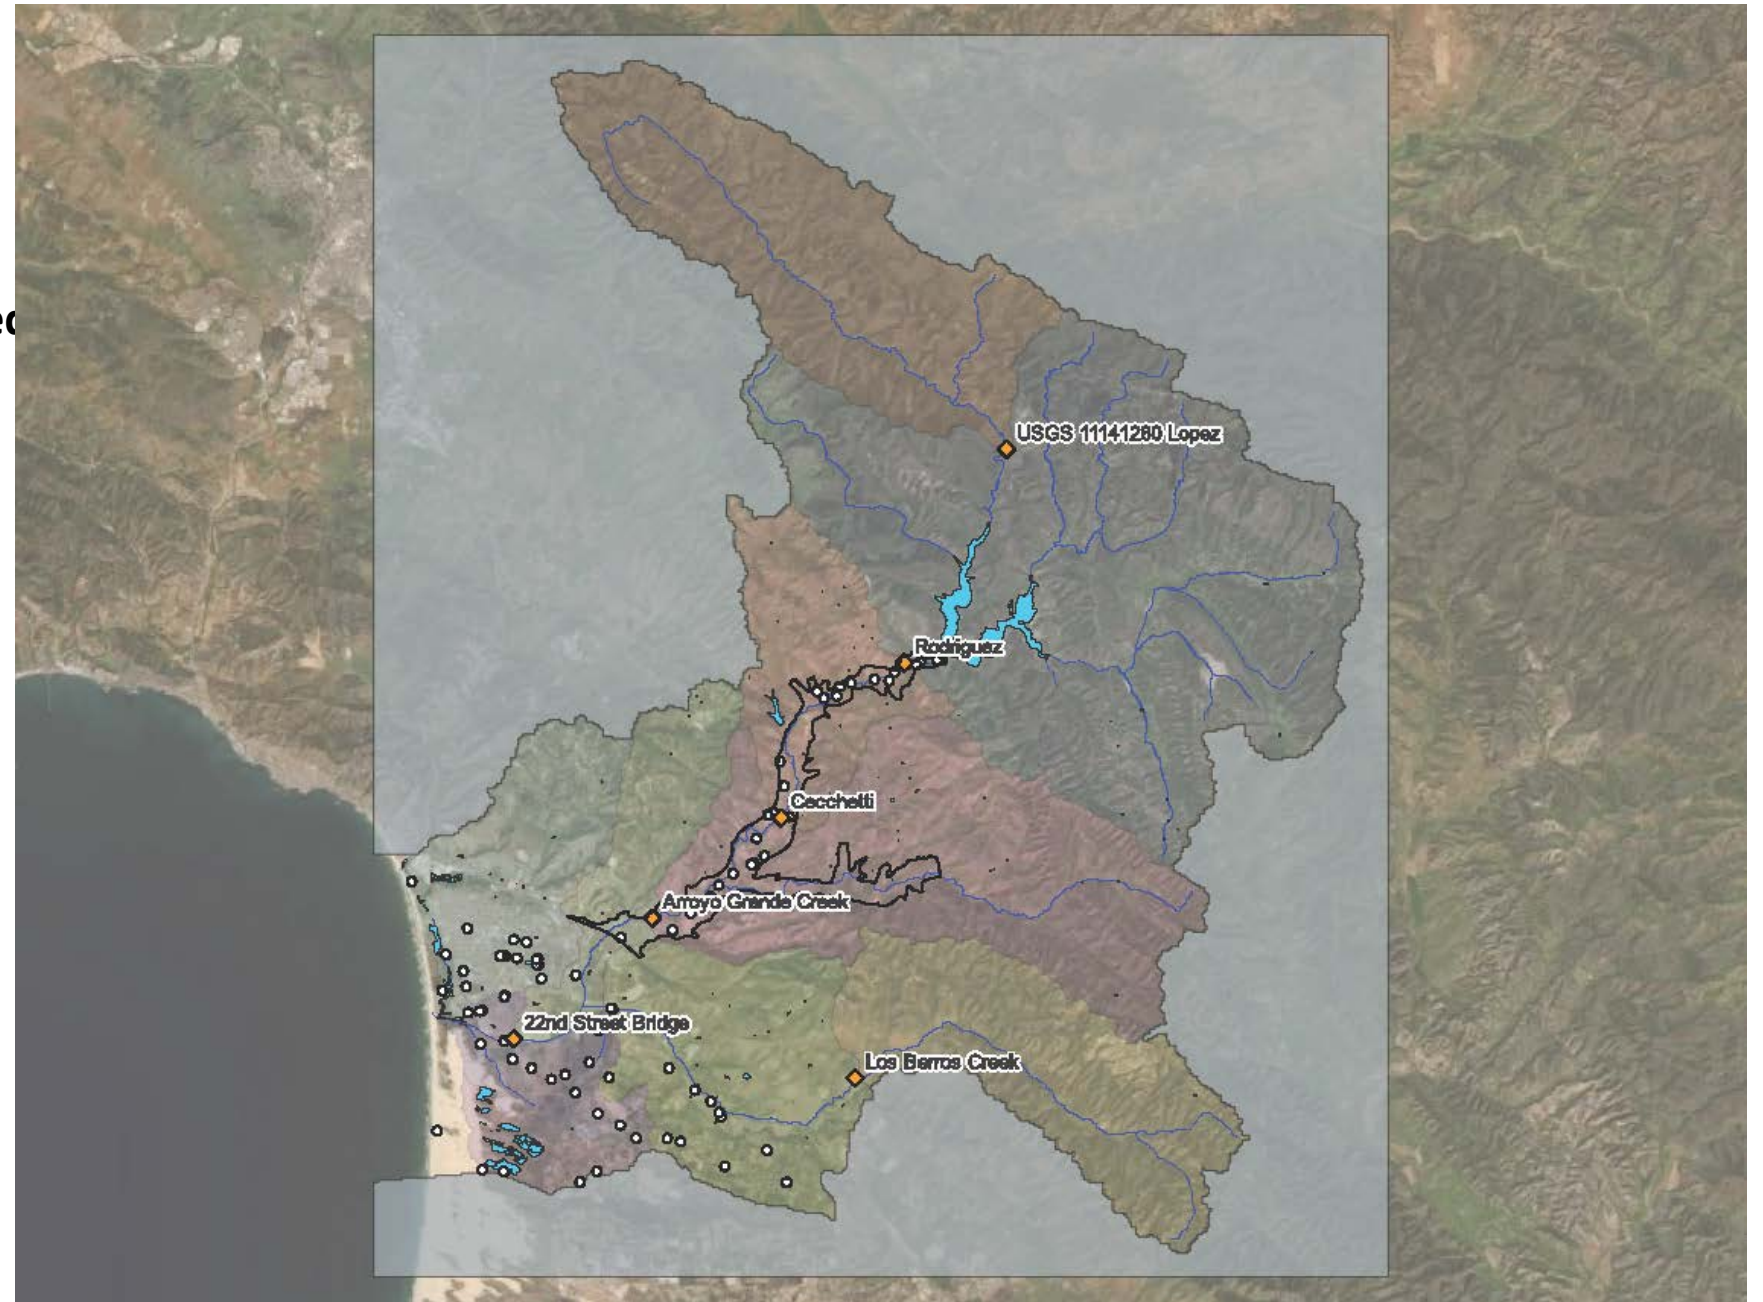 USGS 11141280 Lopez
Rodriguez
Cecchetti
Arroyo Grande Creek
22nd Street Bridge
Los Berros Creek